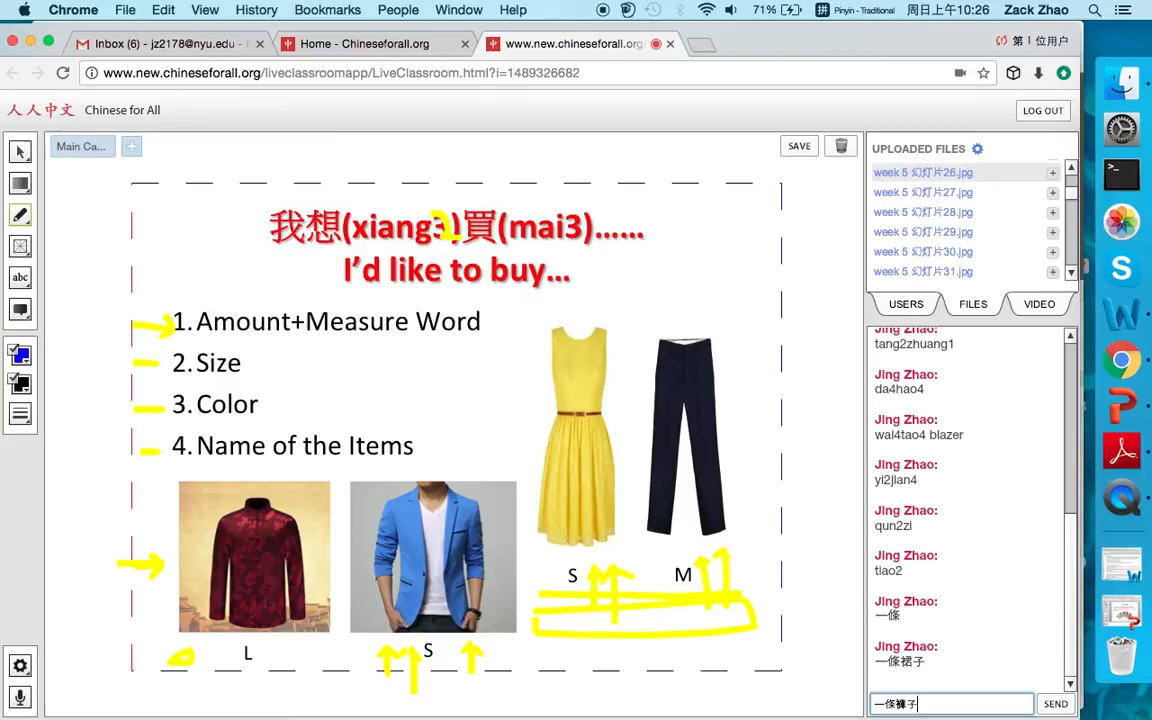 Chrome File Edit View History Bookmarks People Window Help 71% Pinyin - Traditional 周日上午10:26 Zack Zhao
Inbox (6) - jz2178@nyu.edu - Home - Chineseforall.org www.new.chineseforall.org 第 1 位用户
www.new.chineseforall.org/liveclassroomapp/LiveClassroom.html?i=1489326682
人人中文 Chinese for All LOG OUT
Main Ca... SAVE
UPLOADED FILES
week 5 幻灯片26.jpg
week 5 幻灯片27.jpg
week 5 幻灯片28.jpg
week 5 幻灯片29.jpg
week 5 幻灯片30.jpg
week 5 幻灯片31.jpg
USERS FILES VIDEO
我想(xiang3)買(mai3)……
I'd like to buy…
1. Amount+Measure Word
2. Size
3. Color
4. Name of the Items
S M
L S
abc
Jing Zhao:
tang2zhuang1
Jing Zhao:
da4hao4
Jing Zhao:
wai4tao4 blazer
Jing Zhao:
yi2jian4
Jing Zhao:
qun2zi
Jing Zhao:
tiao2
Jing Zhao:
一條
Jing Zhao:
一條裙子
一條褲子 SEND